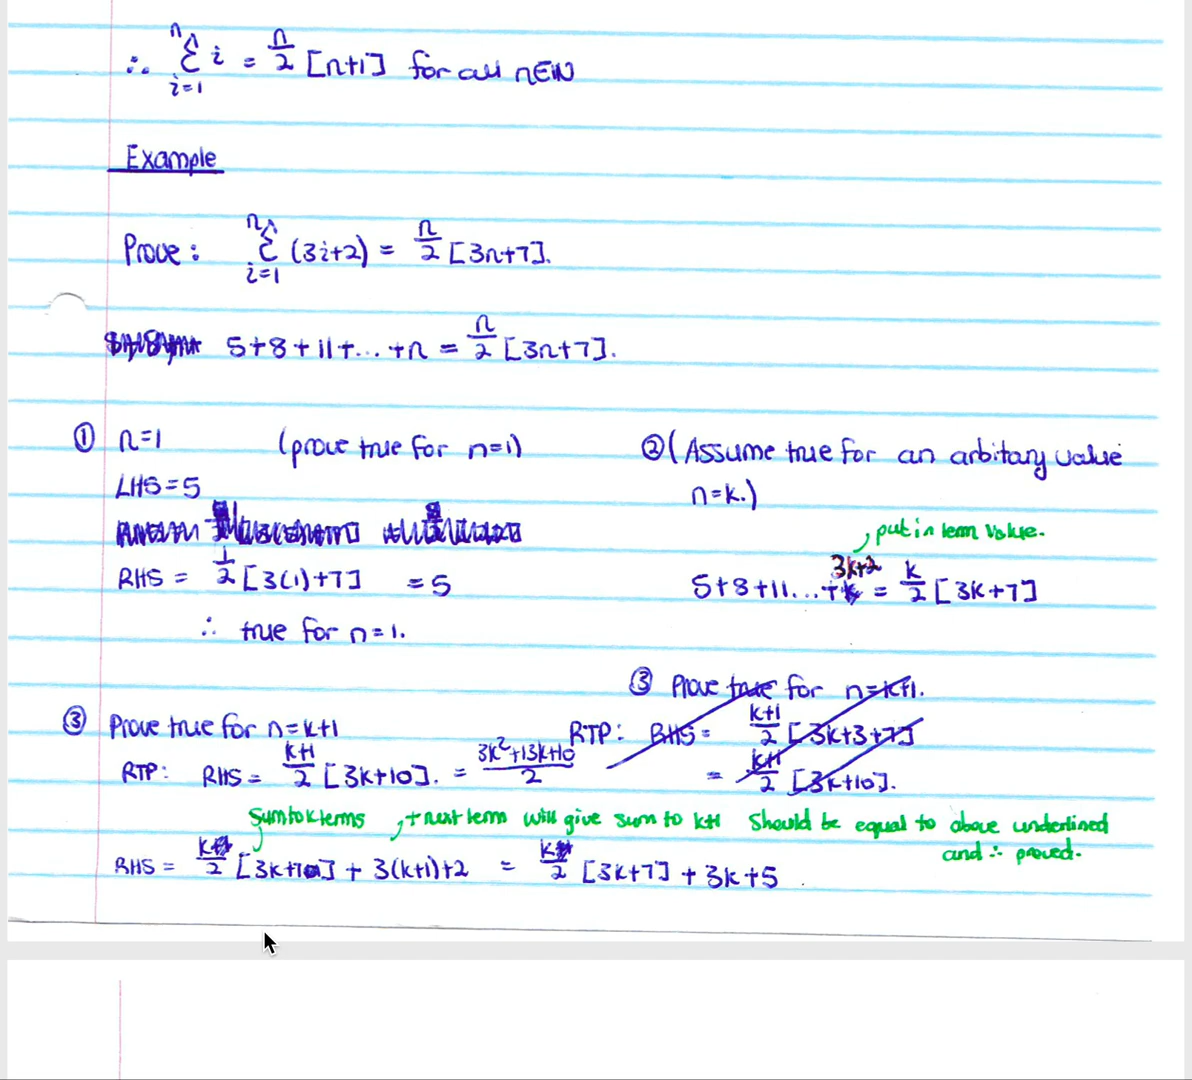 ∴ Σ_{i=1}^{n} i = n/2 [n+1] for all n∈ℕ
Example
Prove : Σ_{i=1}^{n} (3i+2) = n/2 [3n+7].
5+8+11+...+n = n/2 [3n+7].
① n=1 (prove true for n=1)
LHS=5
RHS = 1/2 [3(1)+7] =5
∴ true for n=1.
②(Assume true for an arbitary value
n=k.)
put in term value.
3k+2
5+8+11...+k = k/2 [3k+7]
③ Prove true for n=k+1.
RTP: RHS= k+1/2 [3k+3+7]
= k+1/2 [3k+10].
③ Prove true for n=k+1
RTP: RHS= k+1/2 [3k+10]. = 3k²+13k+10/2
Sum to k terms , + next term will give sum to k+1 should be equal to above underlined
and ∴ proved.
RHS = k/2 [3k+7] + 3(k+1)+2 = k/2 [3k+7] + 3k+5